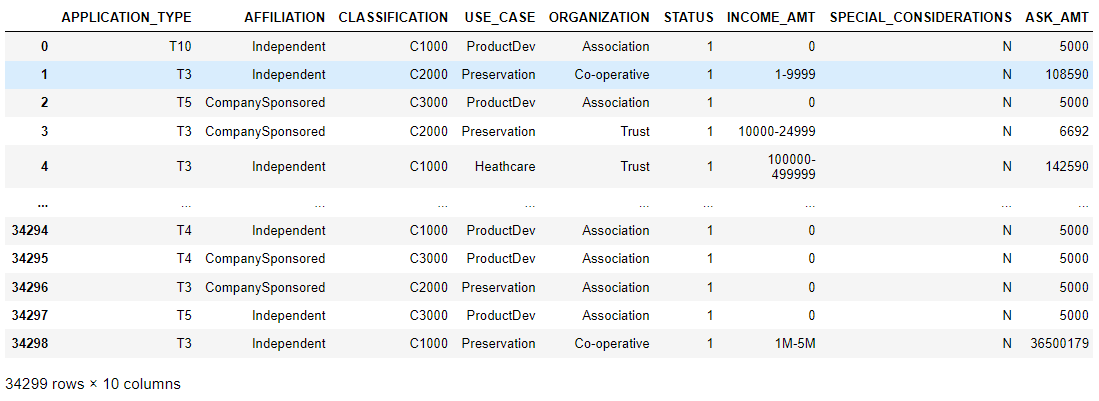 APPLICATION_TYPE AFFILIATION CLASSIFICATION USE_CASE ORGANIZATION STATUS INCOME_AMT SPECIAL_CONSIDERATIONS ASK_AMT
0 T10 Independent C1000 ProductDev Association 1 0 N 5000
1 T3 Independent C2000 Preservation Co-operative 1 1-9999 N 108590
2 T5 CompanySponsored C3000 ProductDev Association 1 0 N 5000
3 T3 CompanySponsored C2000 Preservation Trust 1 10000-24999 N 6692
4 T3 Independent C1000 Heathcare Trust 1 100000-
499999 N 142590
... ... ... ... ... ... ... ... ... ...
34294 T4 Independent C1000 ProductDev Association 1 0 N 5000
34295 T4 CompanySponsored C3000 ProductDev Association 1 0 N 5000
34296 T3 CompanySponsored C2000 Preservation Association 1 0 N 5000
34297 T5 Independent C3000 ProductDev Association 1 0 N 5000
34298 T3 Independent C1000 Preservation Co-operative 1 1M-5M N 36500179
34299 rows × 10 columns